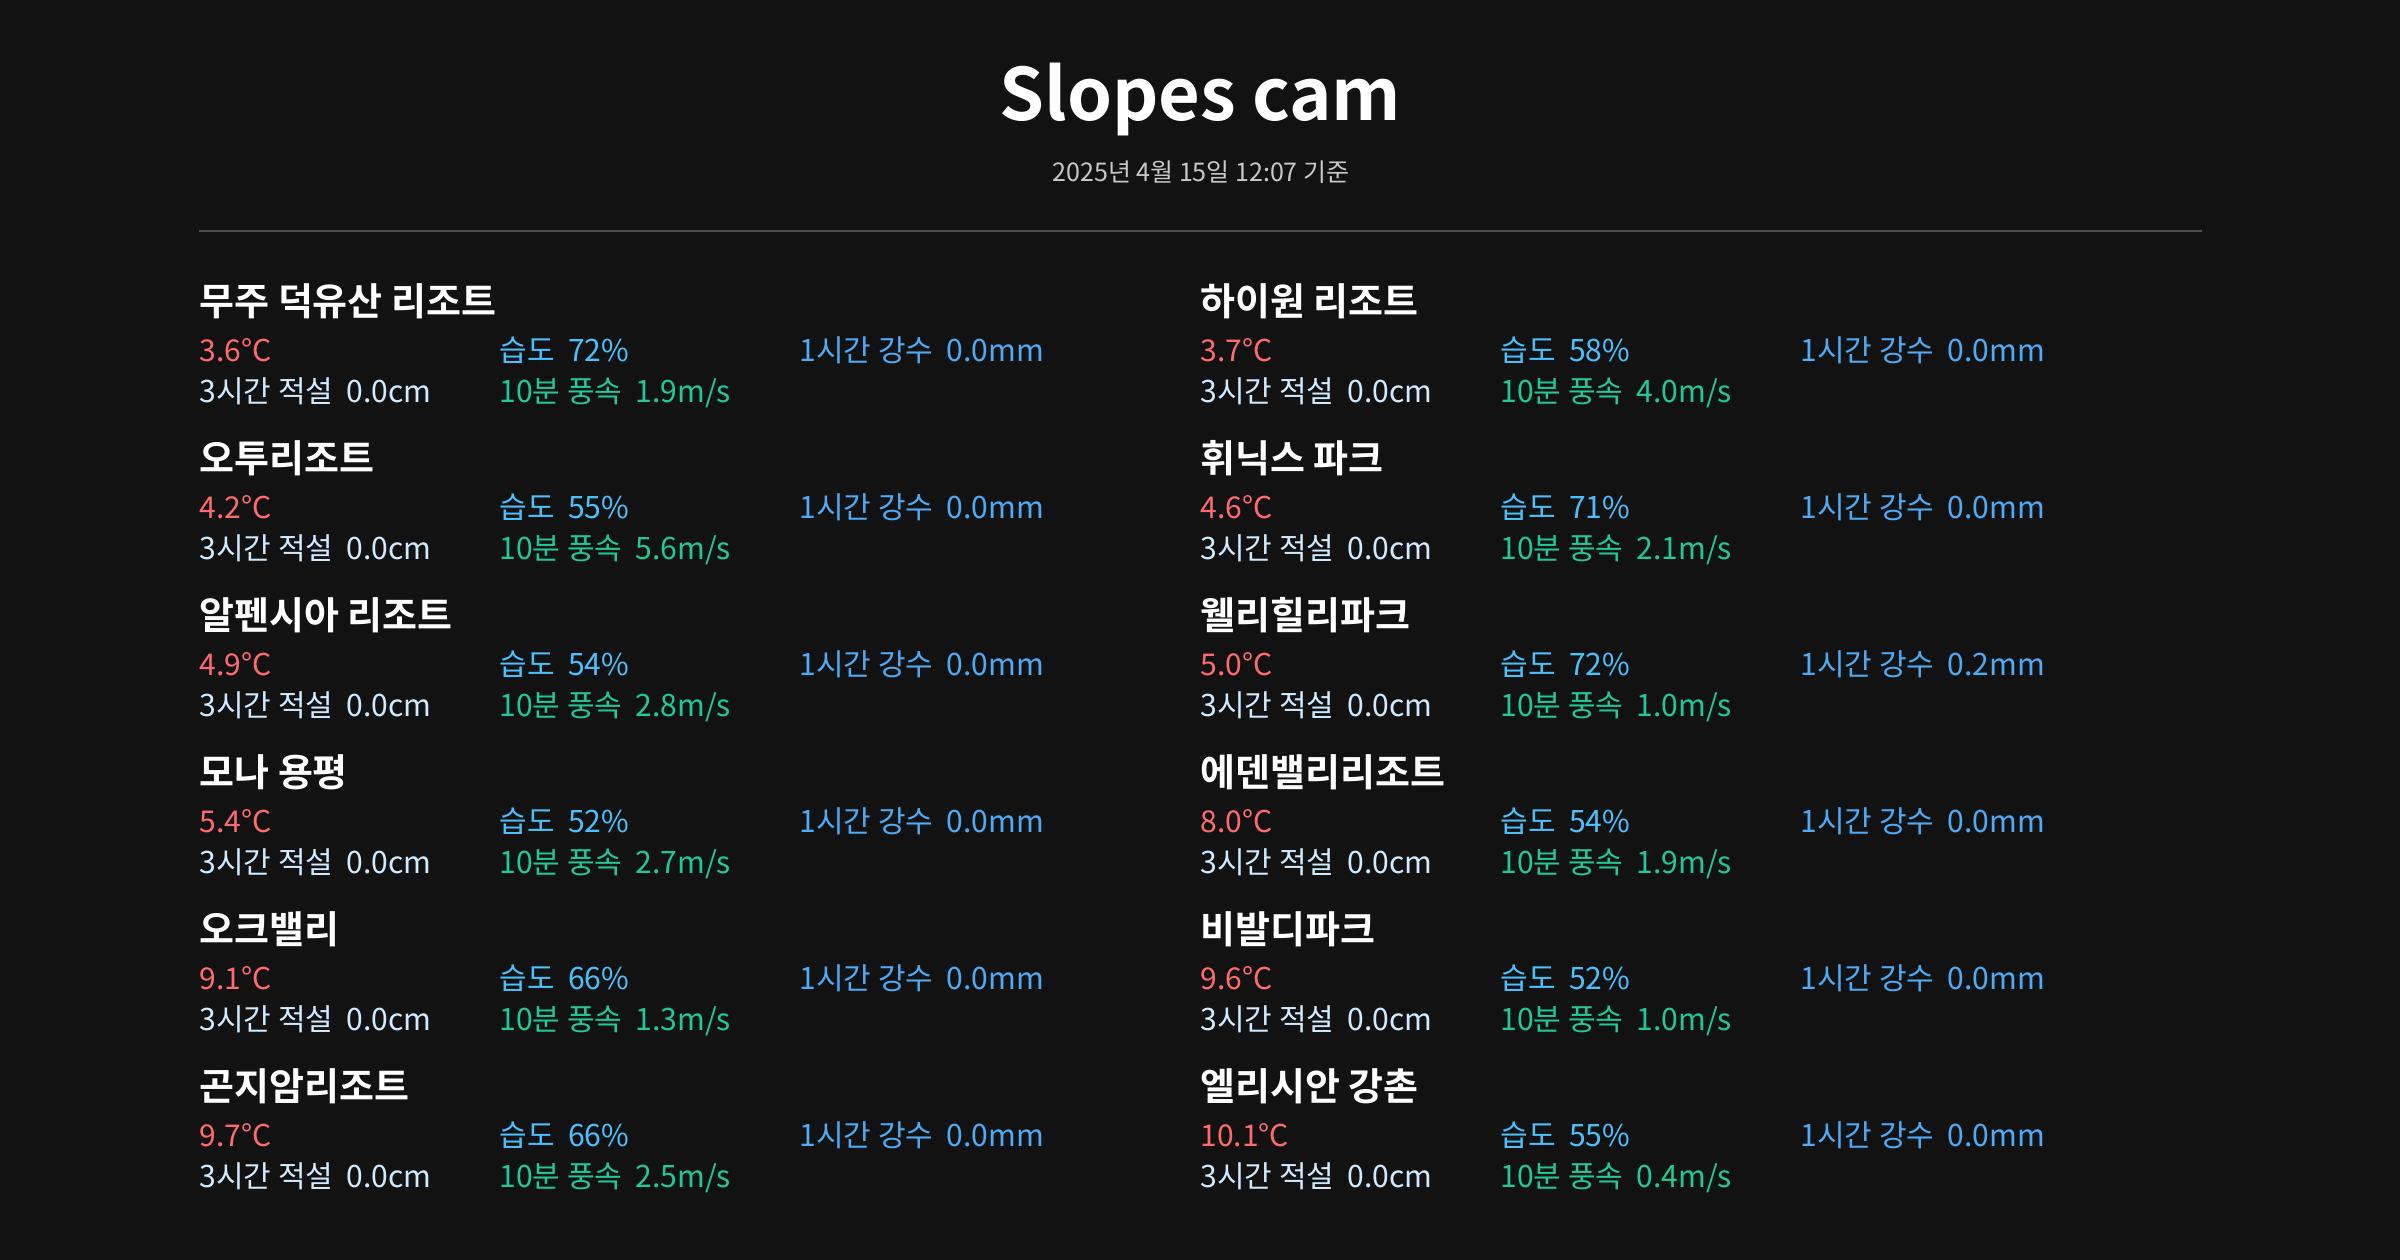 Slopes cam
2025년 4월 15일 12:07 기준
무주 덕유산 리조트
3.6°C 습도 72% 1시간 강수 0.0mm
3시간 적설 0.0cm 10분 풍속 1.9m/s
하이원 리조트
3.7°C 습도 58% 1시간 강수 0.0mm
3시간 적설 0.0cm 10분 풍속 4.0m/s
오투리조트
4.2°C 습도 55% 1시간 강수 0.0mm
3시간 적설 0.0cm 10분 풍속 5.6m/s
휘닉스 파크
4.6°C 습도 71% 1시간 강수 0.0mm
3시간 적설 0.0cm 10분 풍속 2.1m/s
알펜시아 리조트
4.9°C 습도 54% 1시간 강수 0.0mm
3시간 적설 0.0cm 10분 풍속 2.8m/s
웰리힐리파크
5.0°C 습도 72% 1시간 강수 0.2mm
3시간 적설 0.0cm 10분 풍속 1.0m/s
모나 용평
5.4°C 습도 52% 1시간 강수 0.0mm
3시간 적설 0.0cm 10분 풍속 2.7m/s
에덴밸리리조트
8.0°C 습도 54% 1시간 강수 0.0mm
3시간 적설 0.0cm 10분 풍속 1.9m/s
오크밸리
9.1°C 습도 66% 1시간 강수 0.0mm
3시간 적설 0.0cm 10분 풍속 1.3m/s
비발디파크
9.6°C 습도 52% 1시간 강수 0.0mm
3시간 적설 0.0cm 10분 풍속 1.0m/s
곤지암리조트
9.7°C 습도 66% 1시간 강수 0.0mm
3시간 적설 0.0cm 10분 풍속 2.5m/s
엘리시안 강촌
10.1°C 습도 55% 1시간 강수 0.0mm
3시간 적설 0.0cm 10분 풍속 0.4m/s